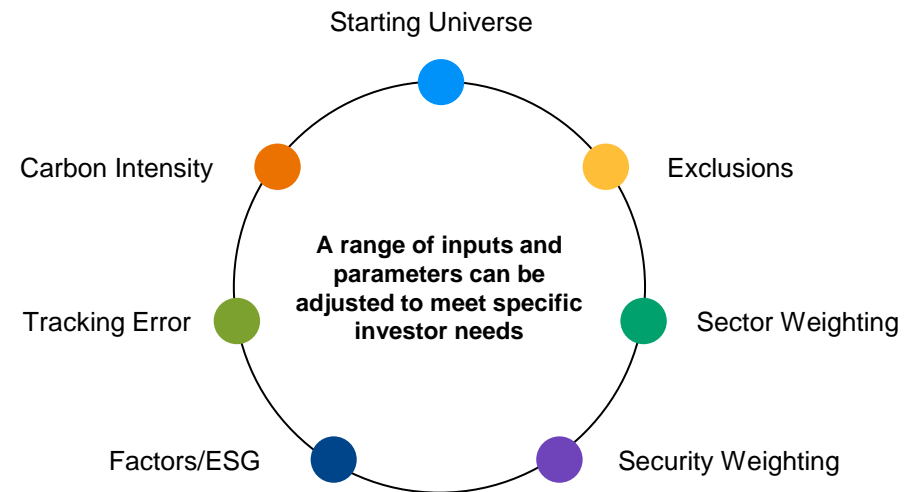 Starting Universe
Carbon Intensity
Exclusions
A range of inputs and
parameters can be
adjusted to meet specific
investor needs
Tracking Error
Sector Weighting
Factors/ESG
Security Weighting